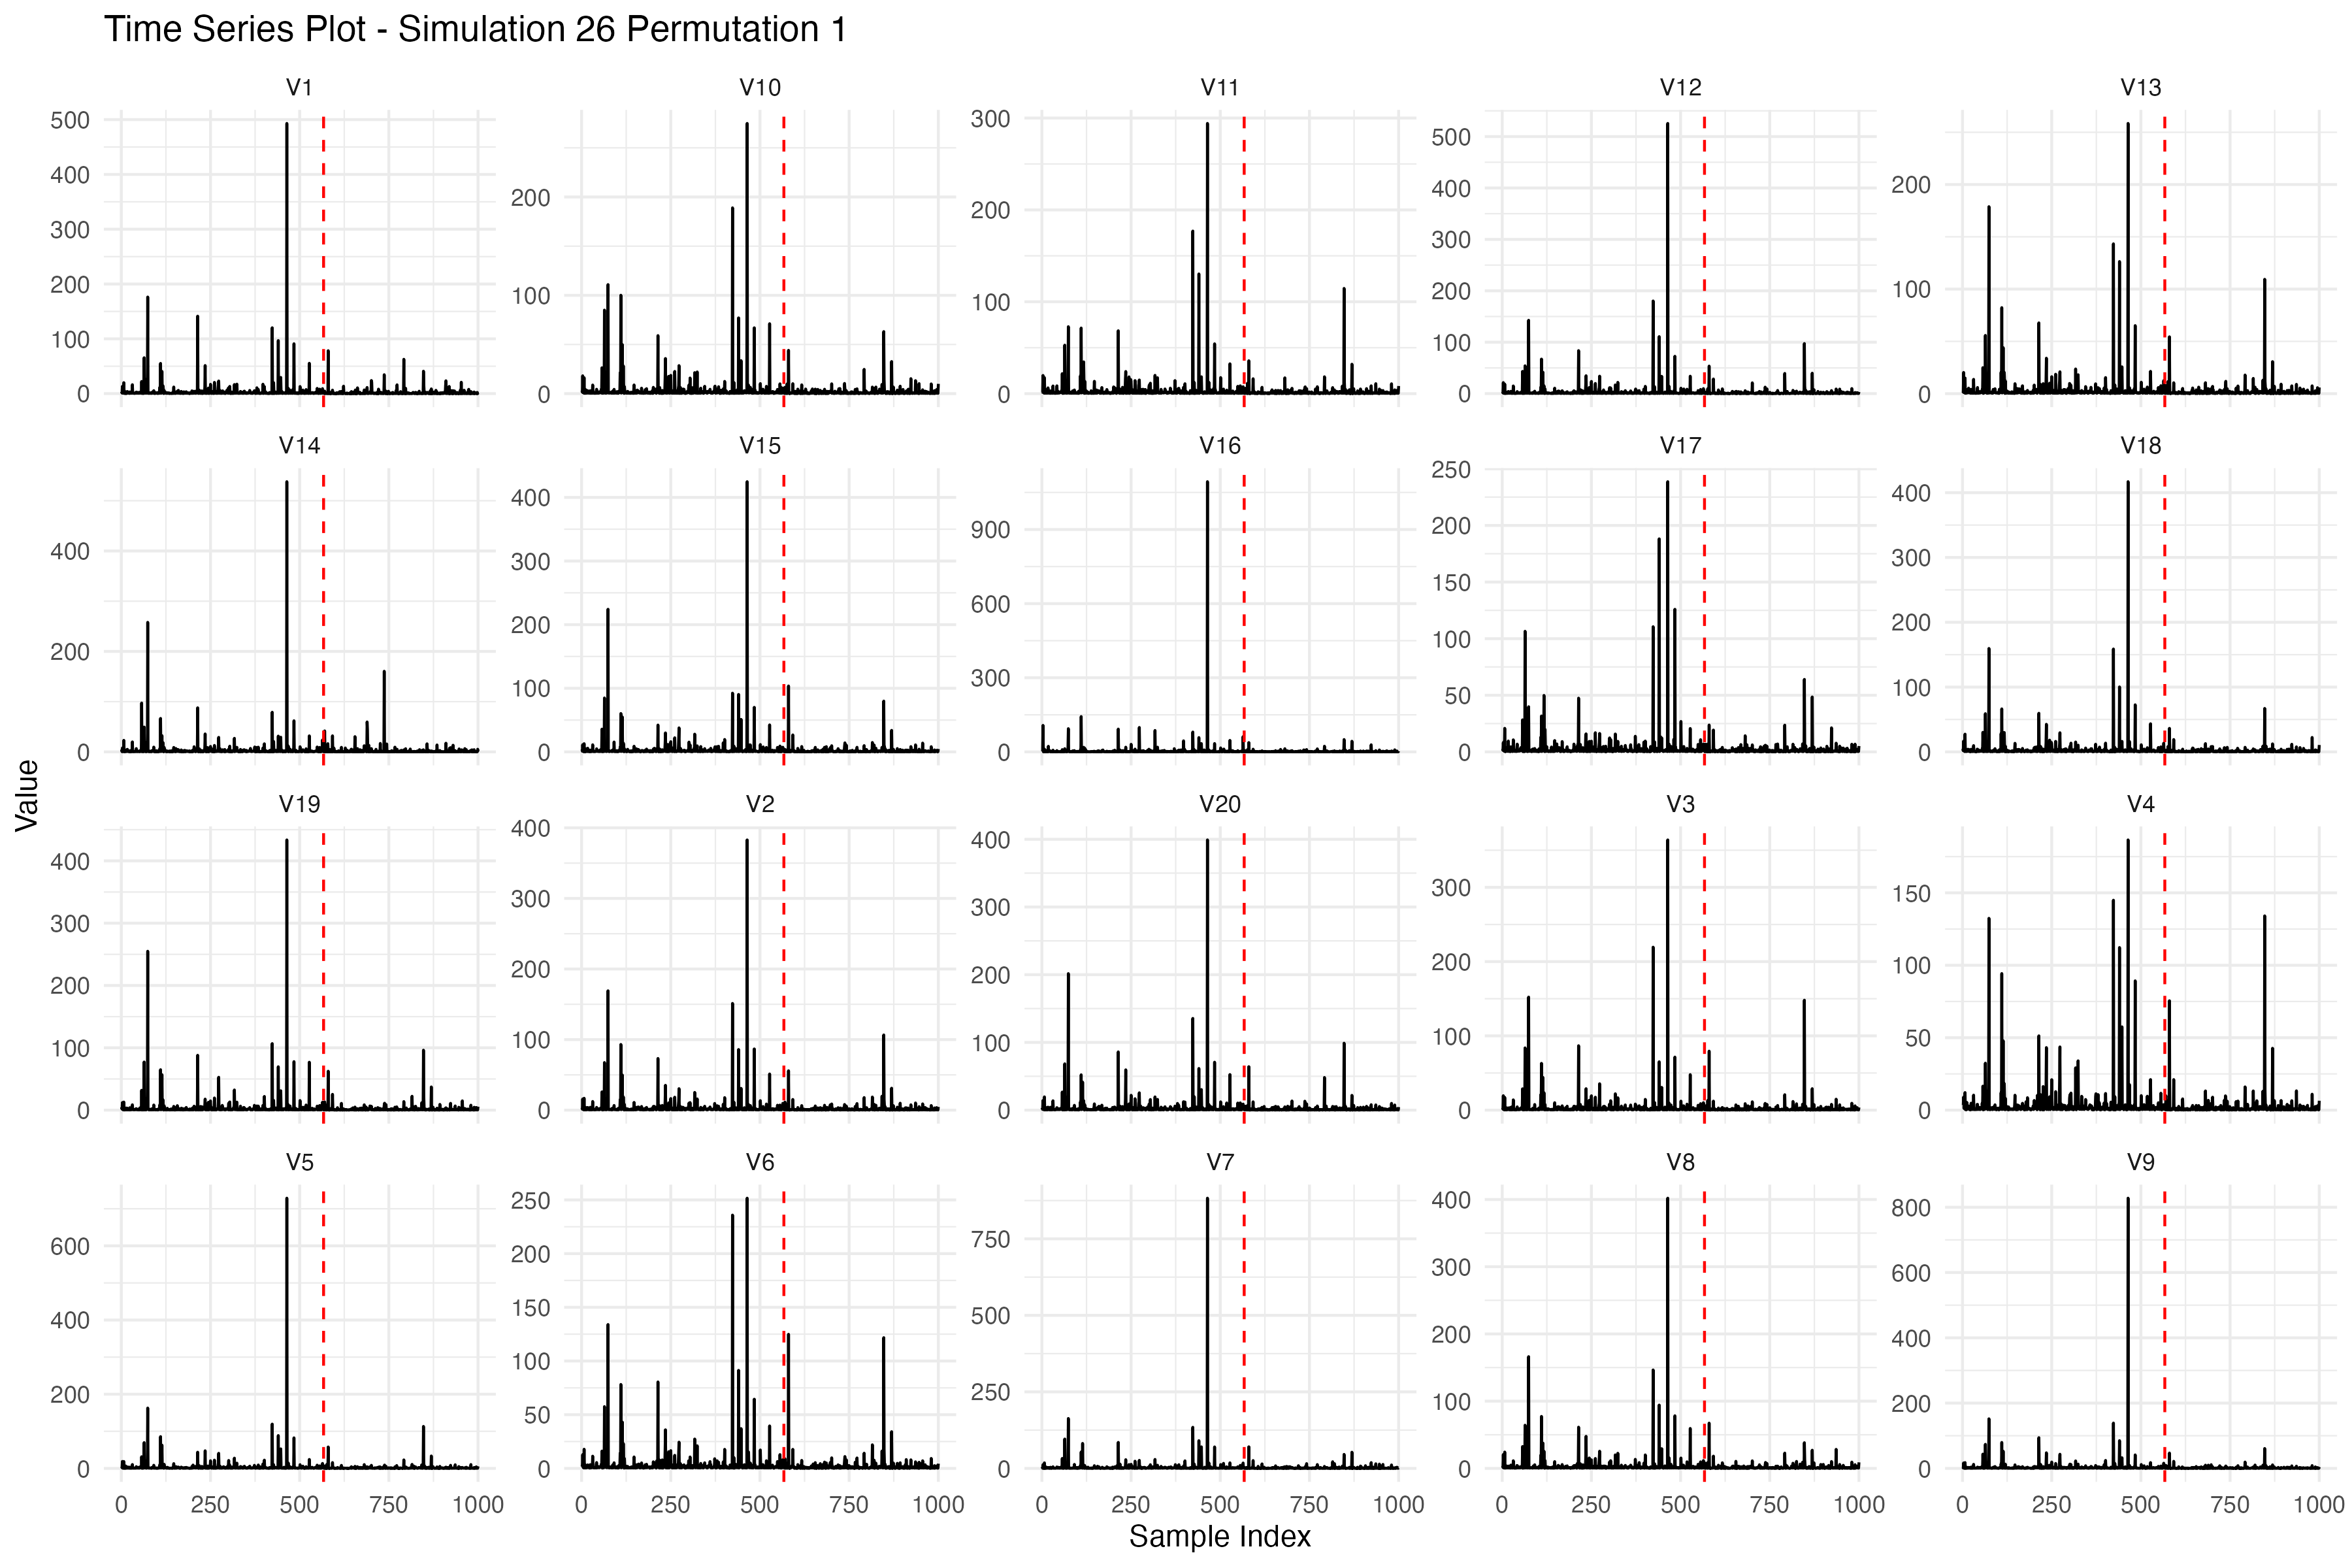 Time Series Plot - Simulation 26 Permutation 1
V1 V10 V11 V12 V13
500 400 300 200 100 0
200 100 0
300 200 100 0
500 400 300 200 100 0
200 100 0
V14 V15 V16 V17 V18
400 200 0
400 300 200 100 0
900 600 300 0
250 200 150 100 50 0
400 300 200 100 0
Value
V19 V2 V20 V3 V4
400 300 200 100 0
400 300 200 100 0
400 300 200 100 0
300 200 100 0
150 100 50 0
V5 V6 V7 V8 V9
600 400 200 0
250 200 150 100 50 0
750 500 250 0
400 300 200 100 0
800 600 400 200 0
0 250 500 750 1000 0 250 500 750 1000 0 250 500 750 1000 0 250 500 750 1000 0 250 500 750 1000
Sample Index